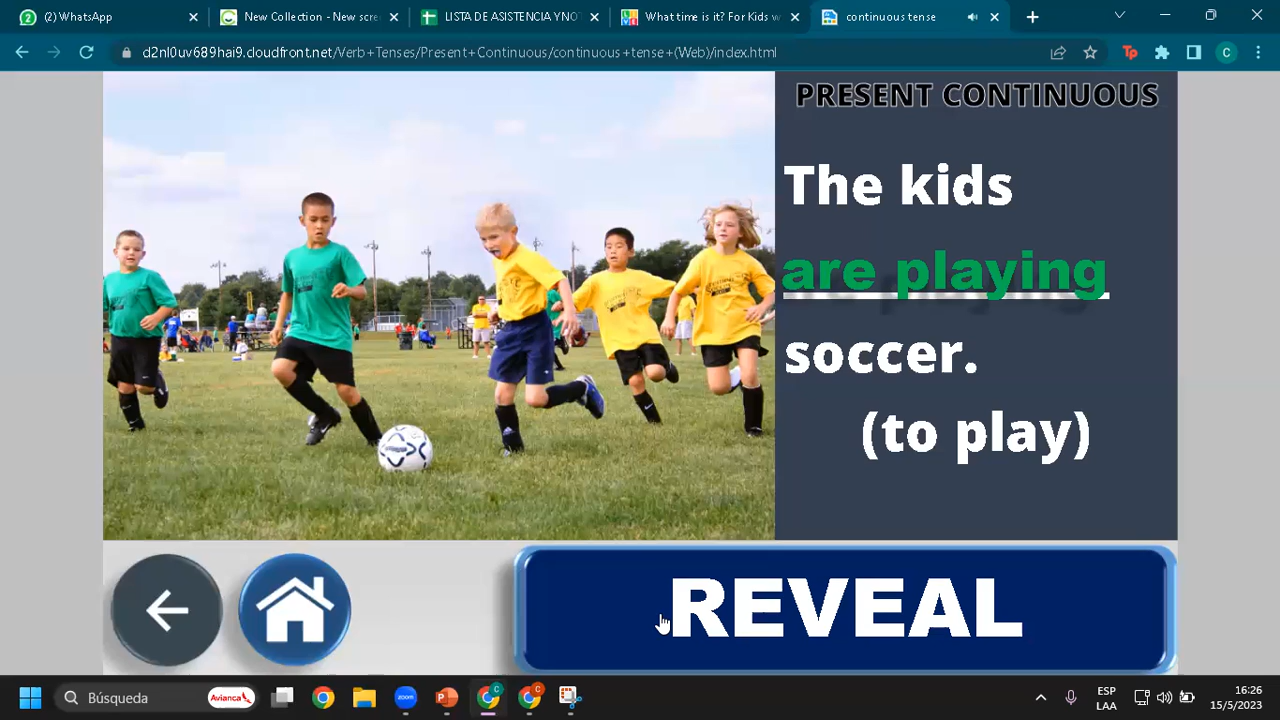 (2) WhatsApp
New Collection - New scre
LISTA DE ASISTENCIA YNOT
What time is it? For Kids w
continuous tense
d2nl0uv689hai9.cloudfront.net/Verb+Tenses/Present+Continuous/continuous+tense+(Web)/index.html
PRESENT CONTINUOUS
The kids
are playing
soccer.
(to play)
REVEAL
Búsqueda
Avianca
zoom
ESP
LAA
16:26
15/5/2023